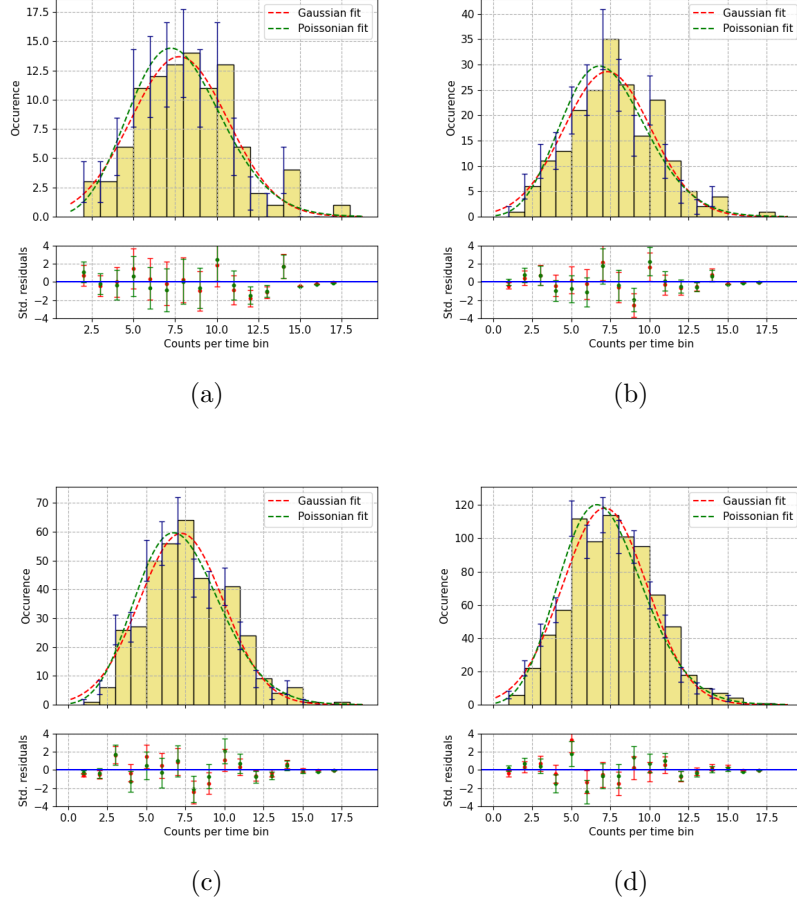 17.5
15.0
12.5
10.0
7.5
5.0
2.5
0.0
Occurence
Gaussian fit
Poissonian fit
4
2
0
−2
−4
Std. residuals
2.5 5.0 7.5 10.0 12.5 15.0 17.5
Counts per time bin
(a)
40
35
30
25
20
15
10
5
0
Occurence
Gaussian fit
Poissonian fit
4
2
0
−2
−4
Std. residuals
0.0 2.5 5.0 7.5 10.0 12.5 15.0 17.5
Counts per time bin
(b)
70
60
50
40
30
20
10
0
Occurence
Gaussian fit
Poissonian fit
4
2
0
−2
−4
Std. residuals
0.0 2.5 5.0 7.5 10.0 12.5 15.0 17.5
Counts per time bin
(c)
120
100
80
60
40
20
0
Occurence
Gaussian fit
Poissonian fit
4
2
0
−2
−4
Std. residuals
0.0 2.5 5.0 7.5 10.0 12.5 15.0 17.5
Counts per time bin
(d)